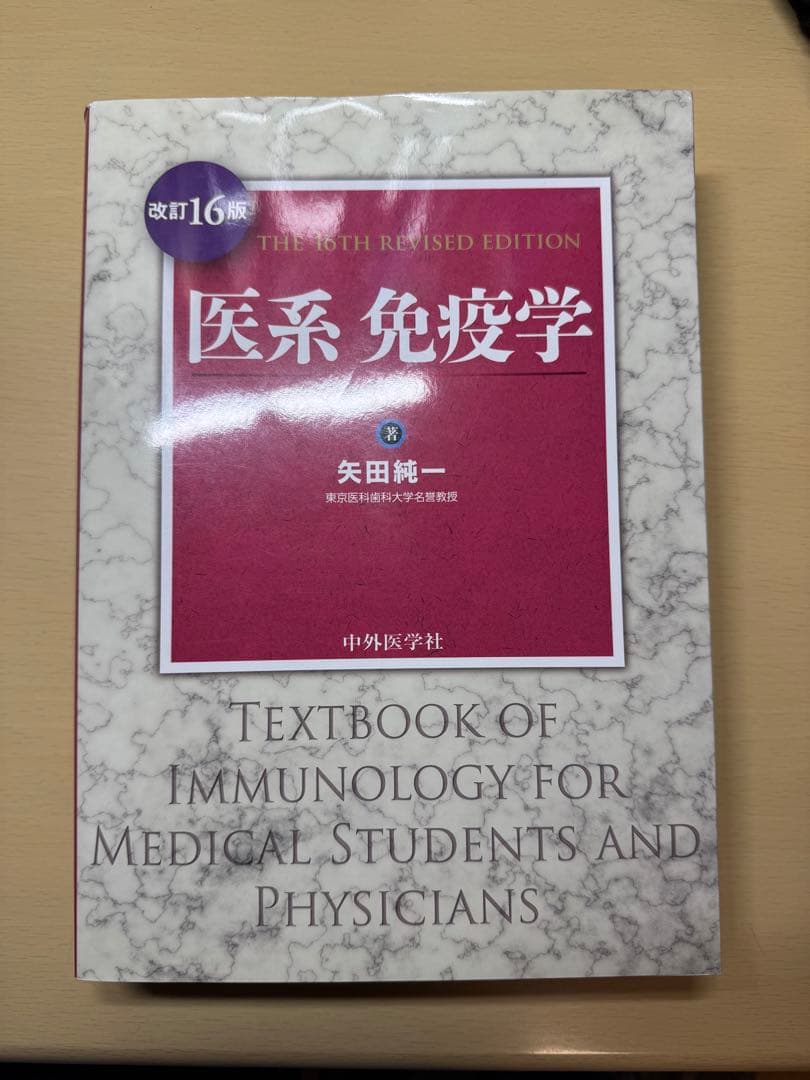 改訂16版
THE 16TH REVISED EDITION
医系 免疫学
著
矢田純一
東京医科歯科大学名誉教授
中外医学社
TEXTBOOK OF
IMMUNOLOGY FOR
MEDICAL STUDENTS AND
PHYSICIANS